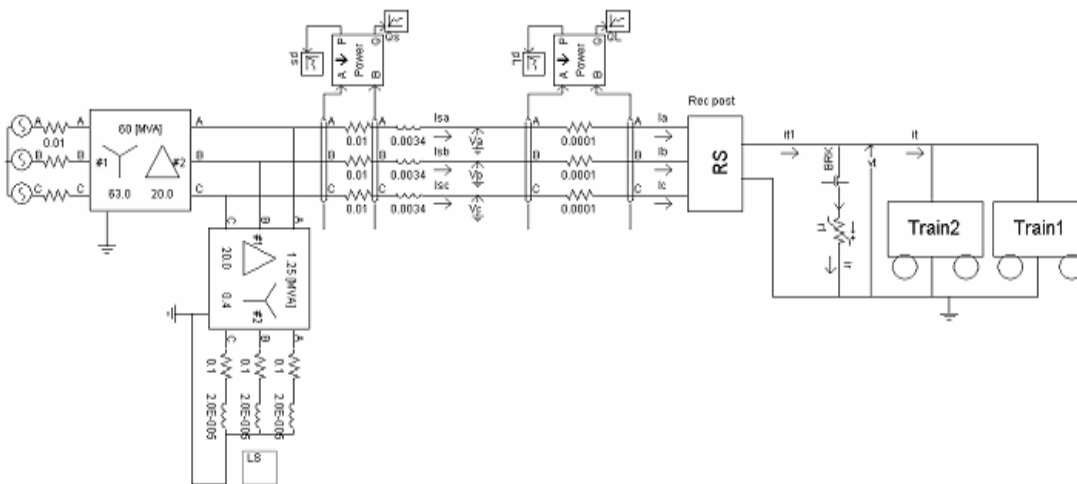 Qs
QL
P
Q
P
Q
Ps
Power
PL
Power
A
B
A
B
Rec post
A
60 [MVA]
A
A
A
Isa
A
A
Ia
0.01
0.01
0.0034
Va
0.0001
it1
it
B
#1
#2
B
B
B
Isb
B
B
Ib
RS
BRK
0.01
0.0034
Vb
0.0001
C
63.0
20.0
C
C
C
Isc
C
C
Ic
0.01
0.0034
Vc
0.0001
Train2
Train1
C
B
A
20.0
#1
1.25 [MVA]
0.4
#2
C
B
A
0.1
0.1
0.1
2.0E-005
2.0E-005
2.0E-005